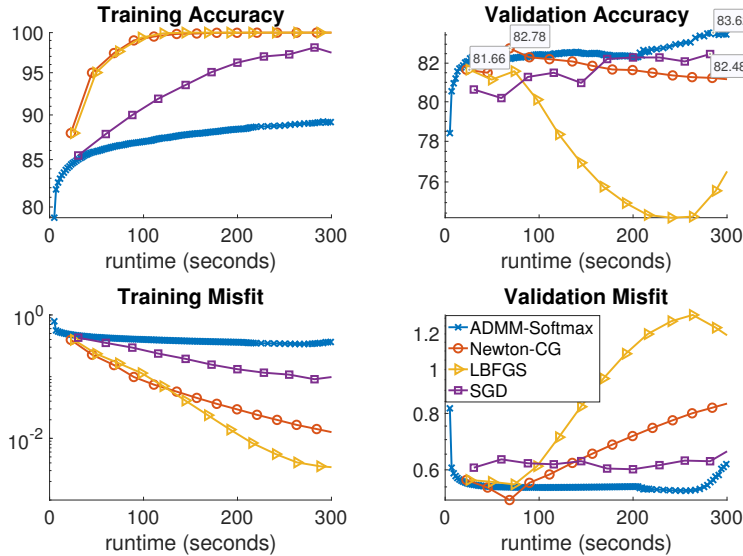 Training Accuracy
100
95
90
85
80
0
100
200
300
runtime (seconds)
Validation Accuracy
82
80
78
76
0
100
200
300
runtime (seconds)
81.66
82.78
83.6
82.48
Training Misfit
10^0
10^-2
0
100
200
300
runtime (seconds)
Validation Misfit
1.2
1
0.8
0.6
0
100
200
300
runtime (seconds)
ADMM-Softmax
Newton-CG
LBFGS
SGD